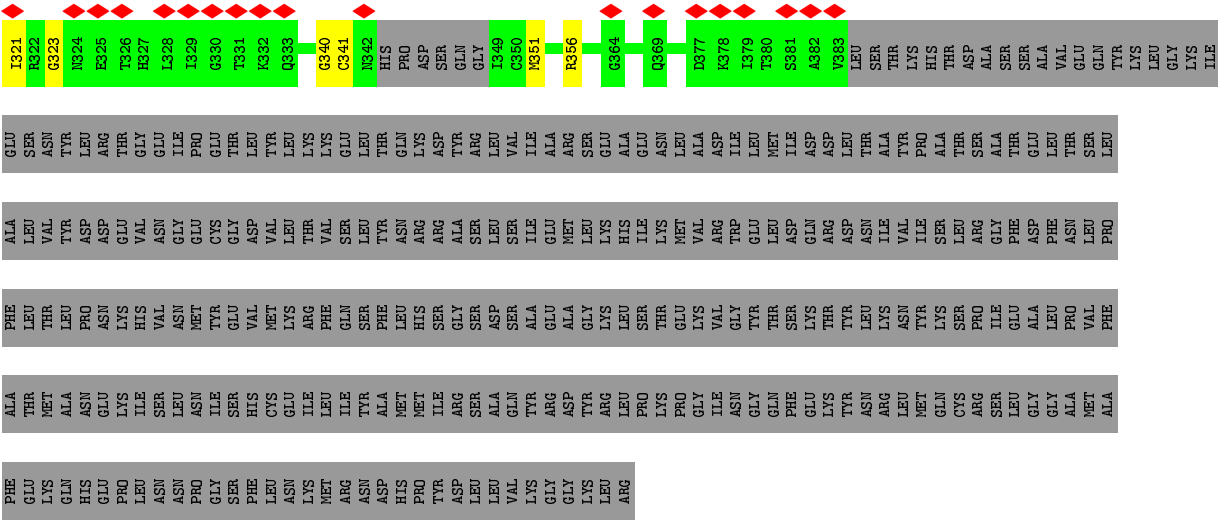 I321 R322 G323 N324 E325 T326 H327 L328 I329 G330 T331 K332 Q333 G340 C341 N342 HIS PRO ASP SER GLN GLY I349 C350 M351 R356 G364 Q369 D377 K378 I379 T380 S381 A382 V383 LEU SER THR LYS HIS THR ASP ALA SER SER ALA VAL GLU GLN TYR LYS LEU GLY LYS ILE
GLU SER ASN TYR LEU ARG THR GLY GLU ILE PRO GLU THR LEU TYR LEU LYS LYS GLU LEU THR GLN LYS ASP TYR ARG LEU VAL ILE ALA ARG SER GLU ALA GLU ASN LEU ALA ASP ILE LEU MET ILE ASP ASP LEU THR ALA TYR PRO ALA THR SER ALA THR GLU LEU THR SER LEU
ALA LEU VAL TYR ASP ASP GLU VAL ASN GLY GLU CYS GLY ASP VAL LEU THR VAL SER LEU TYR ASN ARG ARG ALA SER LEU SER ILE GLU MET LEU LYS HIS ILE LYS MET VAL ARG TRP GLU LEU ASP GLN ARG ASP ASN ILE VAL ILE SER LEU ARG GLY PHE ASP PHE ASN LEU PRO
PHE LEU THR LEU PRO ASN LYS HIS VAL ASN MET TYR GLU VAL MET LYS ARG PHE GLN SER PHE LEU HIS SER GLY SER ASP SER ALA GLU ALA GLY LYS LEU SER THR GLU LYS VAL GLY TYR THR SER LYS THR TYR LEU LYS ASN TYR LYS SER PRO ILE GLU ALA LEU PRO VAL PHE
ALA THR MET ALA ASN GLU LYS ILE SER LEU ASN ILE SER HIS CYS GLU ILE LEU ILE TYR ALA MET MET ILE ARG SER ALA GLN TYR ARG ASP TYR ARG LEU PRO LYS PRO GLY ILE ASN GLY GLN PHE GLU LYS TYR ASN ARG LEU MET GLN CYS ARG SER LEU GLY GLY ALA MET ALA
PHE GLU LYS GLN HIS GLU PRO LEU ASN ASN PRO GLY SER PHE LEU ASN LYS MET ARG ASN ASP HIS PRO TYR ASP LEU LEU VAL LYS GLY GLY LYS LEU ARG